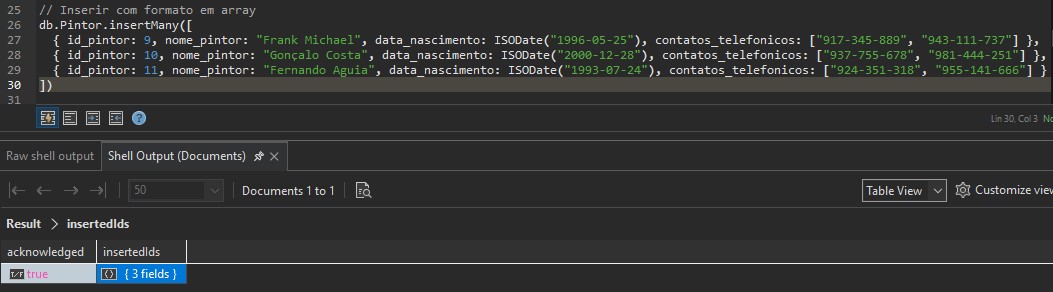 25 // Inserir com formato em array
26 db.Pintor.insertMany([
27 { id_pintor: 9, nome_pintor: "Frank Michael", data_nascimento: ISODate("1996-05-25"), contatos_telefonicos: ["917-345-889", "943-111-737"] },
28 { id_pintor: 10, nome_pintor: "Gonçalo Costa", data_nascimento: ISODate("2000-12-28"), contatos_telefonicos: ["937-755-678", "981-444-251"] },
29 { id_pintor: 11, nome_pintor: "Fernando Aguia", data_nascimento: ISODate("1993-07-24"), contatos_telefonicos: ["924-351-318", "955-141-666"] }
30 ])
31
Lin 30, Col 3 No
Raw shell output Shell Output (Documents)
50 Documents 1 to 1 Table View Customize view
Result > insertedIds
acknowledged insertedIds
T/F true { 3 fields }